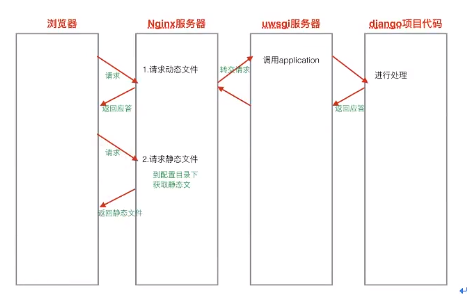 浏览器
Nginx服务器
uwsgi服务器
django项目代码
请求
1.请求动态文件
转交请求
调用application
进行处理
返回应答
返回应答
请求
2.请求静态文件
到配置目录下
获取静态文
返回静态文件